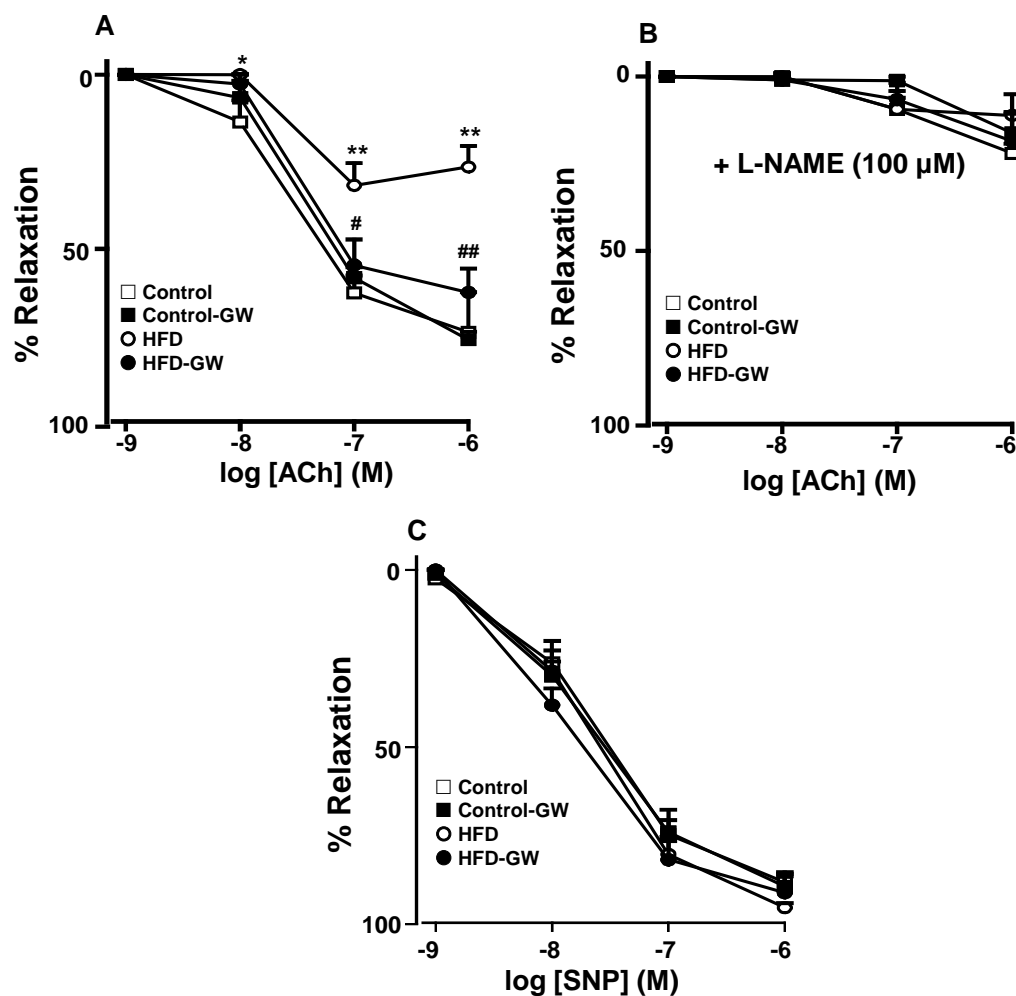 A
0
50
100
% Relaxation
*
**
**
#
##
Control
Control-GW
HFD
HFD-GW
-9 -8 -7 -6
log [ACh] (M)
B
0
50
100
% Relaxation
+ L-NAME (100 µM)
Control
Control-GW
HFD
HFD-GW
-9 -8 -7 -6
log [ACh] (M)
C
0
50
100
% Relaxation
Control
Control-GW
HFD
HFD-GW
-9 -8 -7 -6
log [SNP] (M)